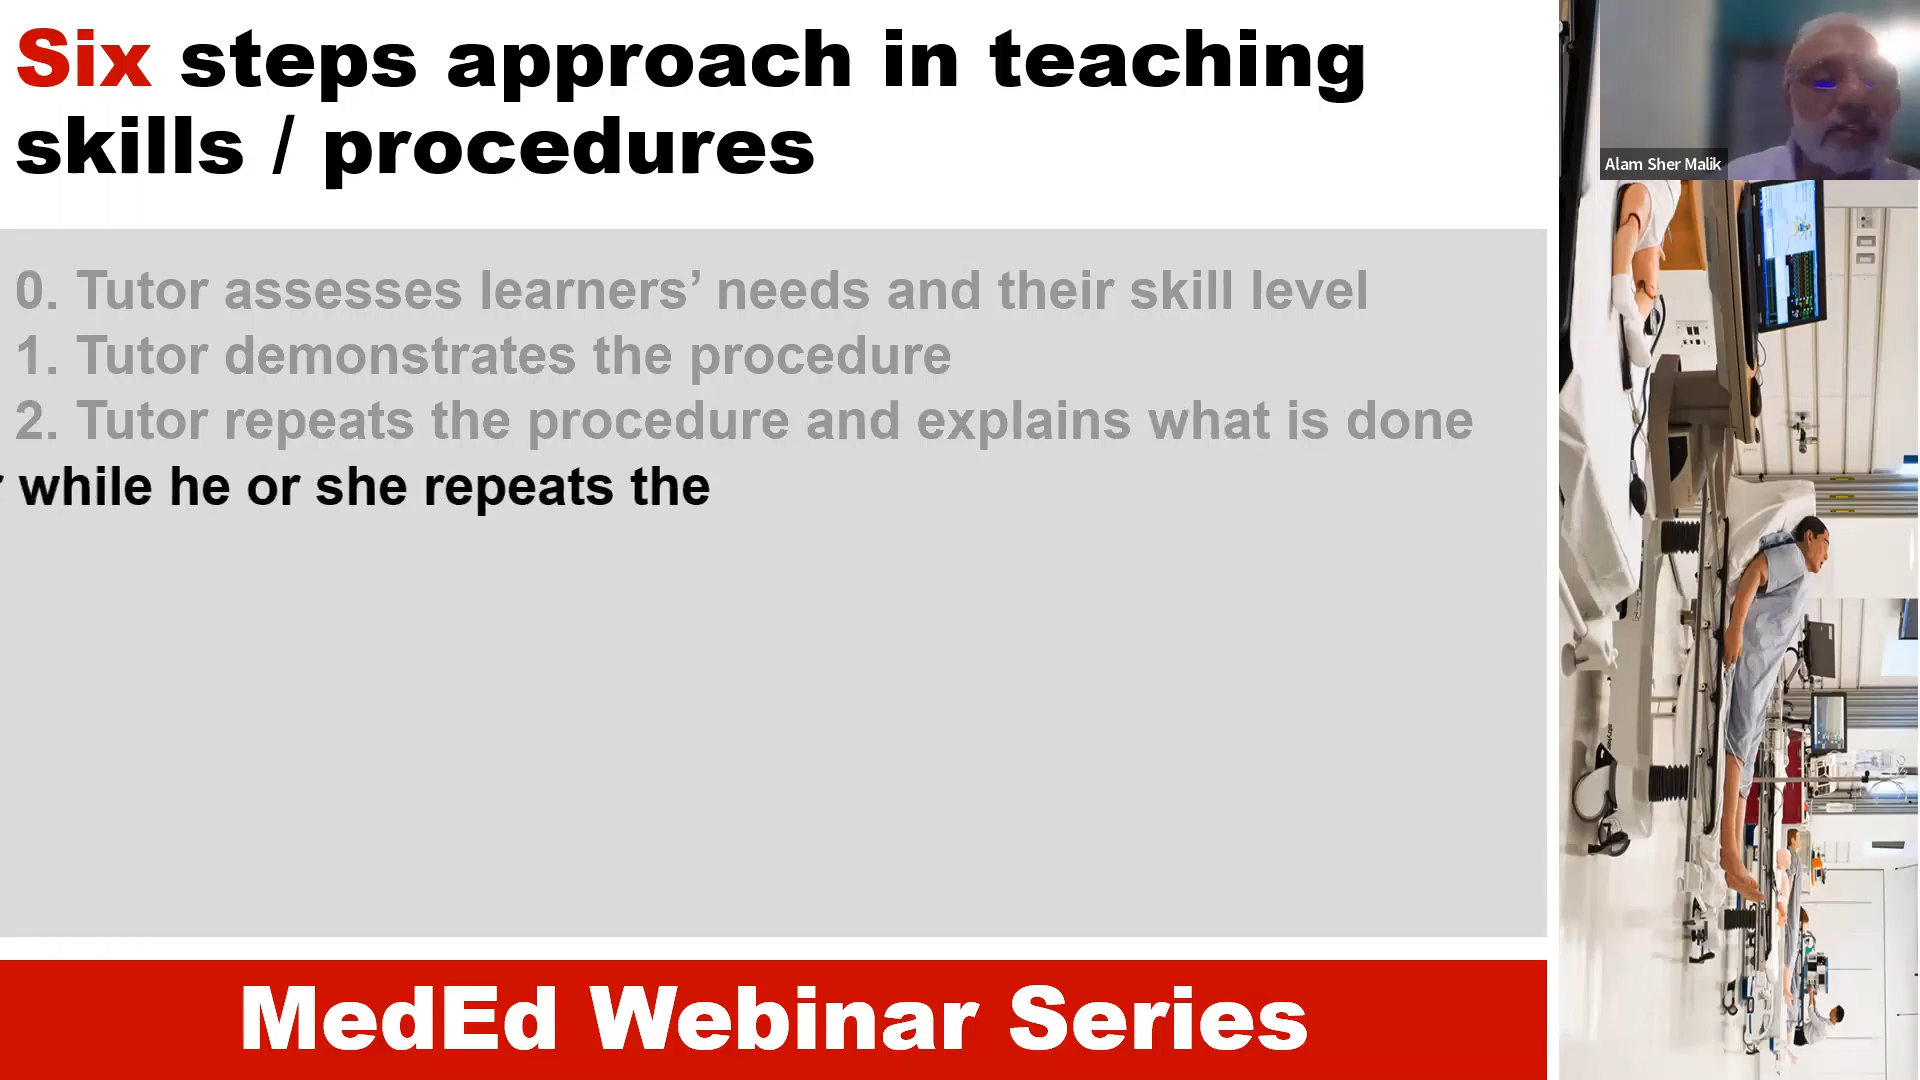 Six steps approach in teaching
skills / procedures
Alam Sher Malik
0. Tutor assesses learners’ needs and their skill level
1. Tutor demonstrates the procedure
2. Tutor repeats the procedure and explains what is done
while he or she repeats the
MedEd Webinar Series